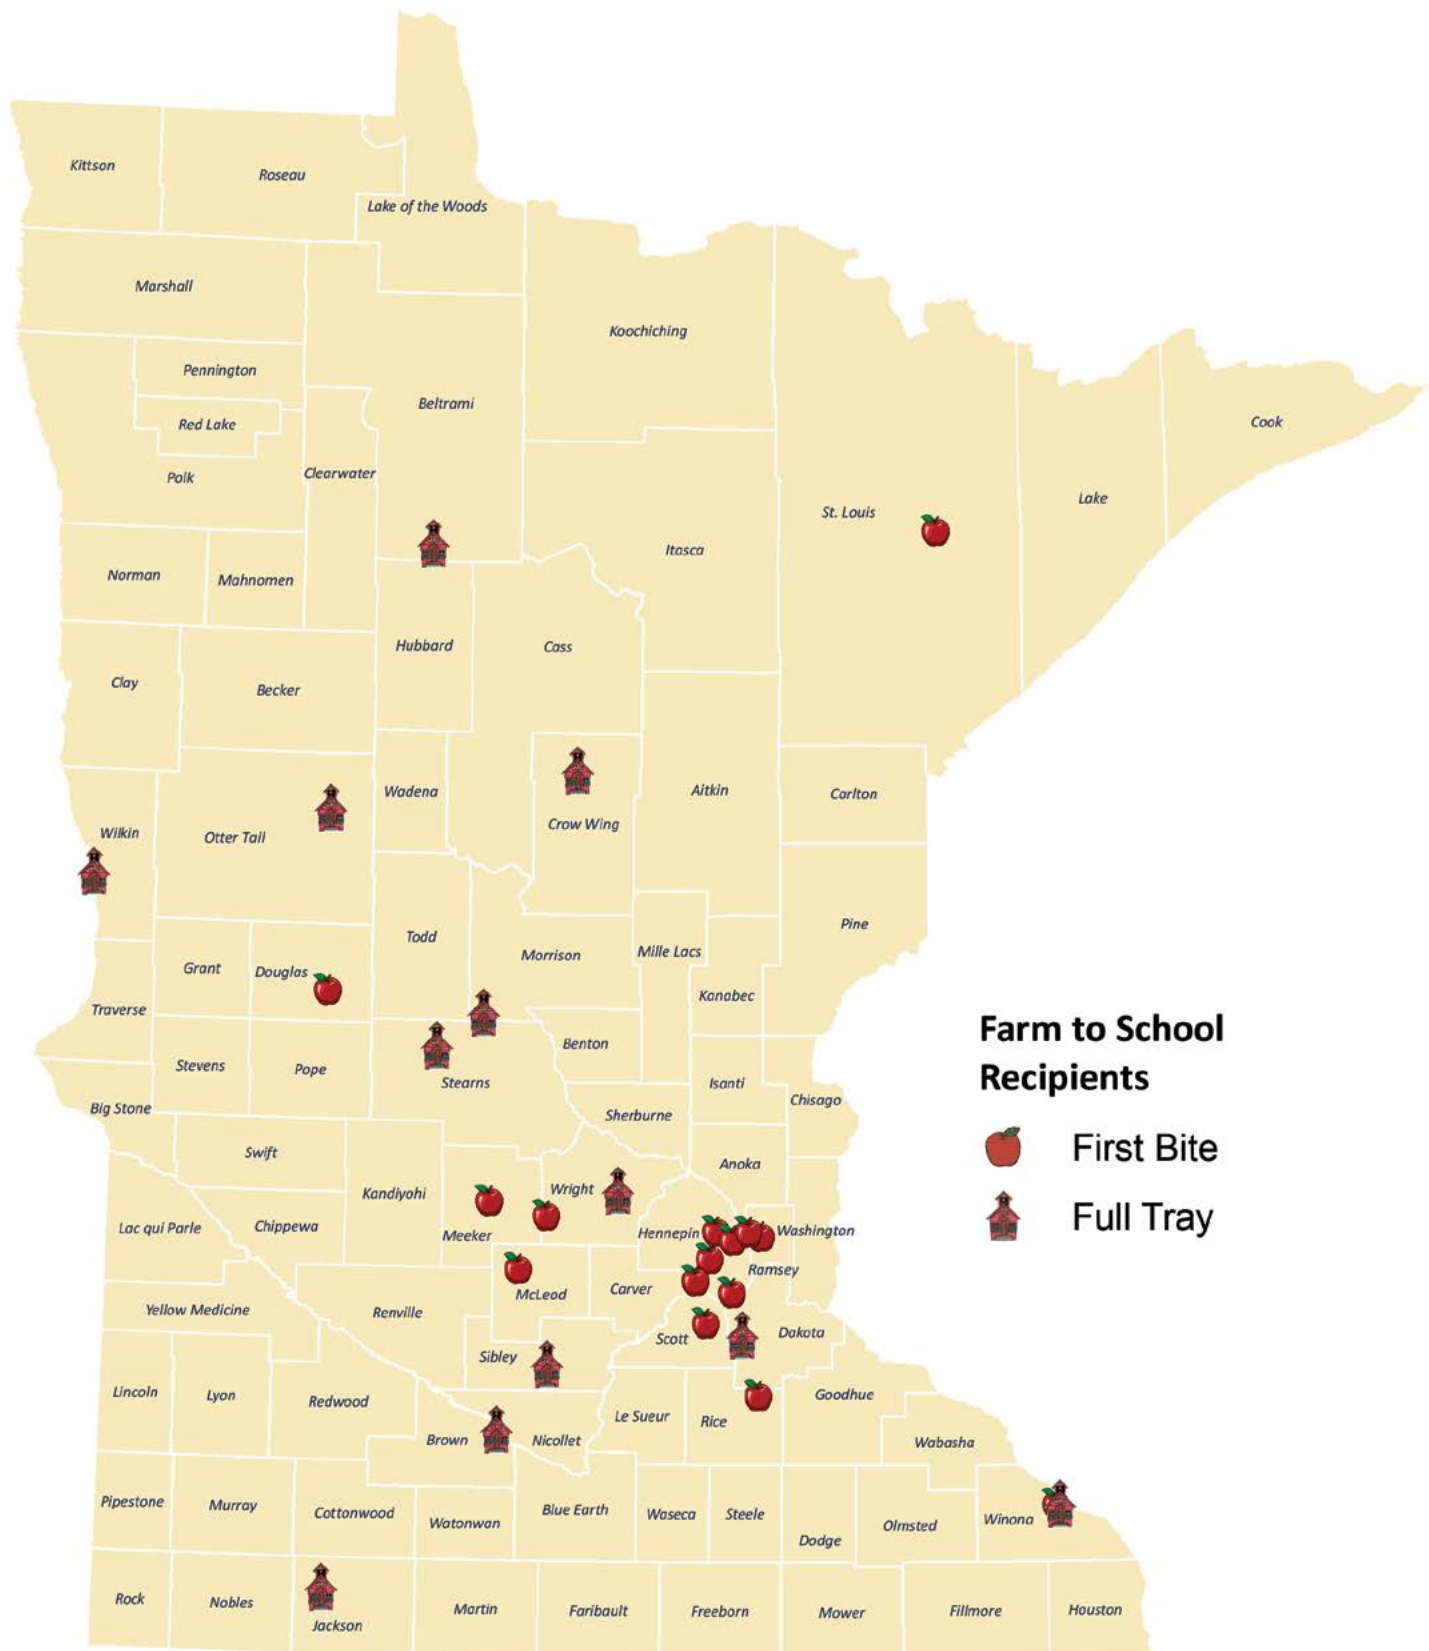 Kittson
Roseau
Lake of the Woods
Marshall
Koochiching
Pennington
Beltrami
Red Lake
Cook
Clearwater
Polk
Lake
St. Louis
Itasca
Norman
Mahnomen
Hubbard
Cass
Clay
Becker
Wadena
Aitkin
Carlton
Wilkin
Otter Tail
Crow Wing
Pine
Todd
Morrison
Mille Lacs
Grant
Douglas
Kanabec
Traverse
Farm to School
Recipients
Benton
Stevens
Pope
Stearns
Isanti
Chisago
Big Stone
Sherburne
First Bite
Swift
Anoka
Kandiyohi
Wright
Full Tray
Lac qui Parle
Chippewa
Meeker
Hennepin
Washington
Ramsey
Carver
McLeod
Yellow Medicine
Renville
Scott
Dakota
Sibley
Lincoln
Lyon
Redwood
Goodhue
Le Sueur
Rice
Brown
Nicollet
Wabasha
Pipestone
Murray
Cottonwood
Watonwan
Blue Earth
Waseca
Steele
Dodge
Olmsted
Winona
Rock
Nobles
Jackson
Martin
Faribault
Freeborn
Mower
Fillmore
Houston